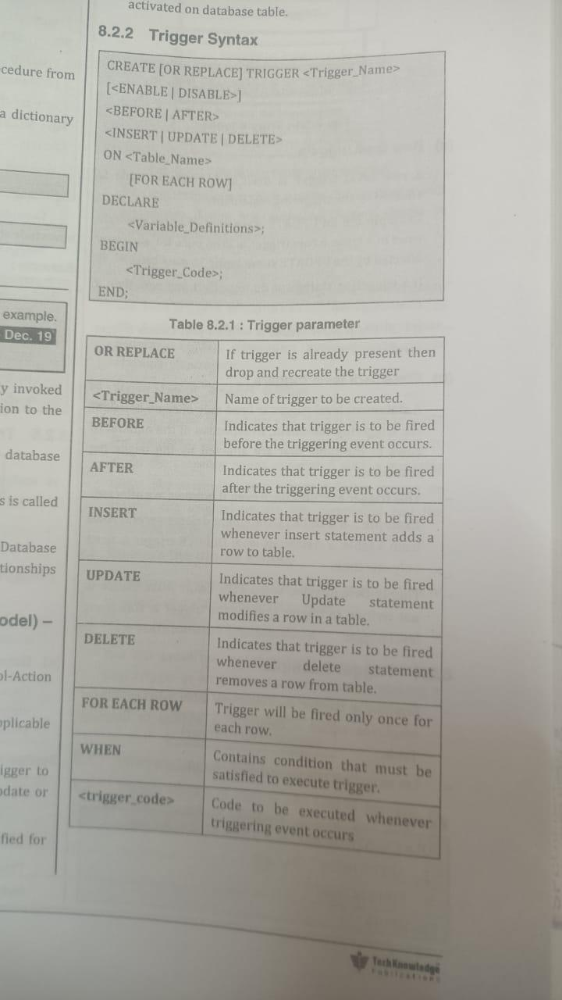 cedure from
a dictionary
example.
Dec. 19
y invoked
ion to the
database
s is called
Database
tionships
odel) –
ol-Action
pplicable
igger to
odate or
fied for
activated on database table.
8.2.2 Trigger Syntax
CREATE [OR REPLACE] TRIGGER <Trigger_Name>
[<ENABLE | DISABLE>]
<BEFORE | AFTER>
<INSERT | UPDATE | DELETE>
ON <Table_Name>
[FOR EACH ROW]
DECLARE
<Variable_Definitions>;
BEGIN
<Trigger_Code>;
END;
Table 8.2.1 : Trigger parameter
OR REPLACE
If trigger is already present then
drop and recreate the trigger
<Trigger_Name>
Name of trigger to be created.
BEFORE
Indicates that trigger is to be fired
before the triggering event occurs.
AFTER
Indicates that trigger is to be fired
after the triggering event occurs.
INSERT
Indicates that trigger is to be fired
whenever insert statement adds a
row to table.
UPDATE
Indicates that trigger is to be fired
whenever Update statement
modifies a row in a table.
DELETE
Indicates that trigger is to be fired
whenever delete statement
removes a row from table.
FOR EACH ROW
Trigger will be fired only once for
each row.
WHEN
Contains condition that must be
satisfied to execute trigger.
<trigger_code>
Code to be executed whenever
triggering event occurs
TechKnowledge
Publications